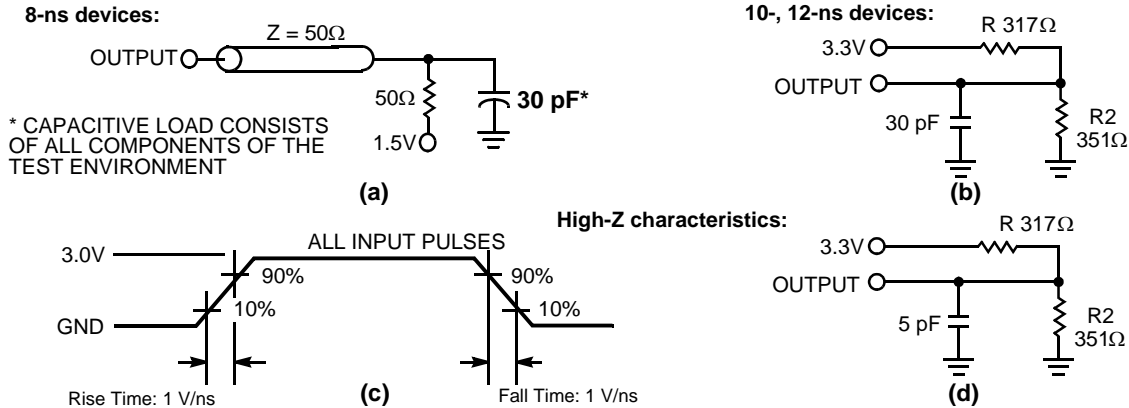 8-ns devices:
Z = 50Ω
OUTPUT
50Ω
30 pF*
1.5V
* CAPACITIVE LOAD CONSISTS
OF ALL COMPONENTS OF THE
TEST ENVIRONMENT
(a)
10-, 12-ns devices:
R 317Ω
3.3V
OUTPUT
30 pF
R2
351Ω
(b)
ALL INPUT PULSES
3.0V
90%
90%
10%
10%
GND
Rise Time: 1 V/ns
(c)
Fall Time: 1 V/ns
High-Z characteristics:
R 317Ω
3.3V
OUTPUT
5 pF
R2
351Ω
(d)